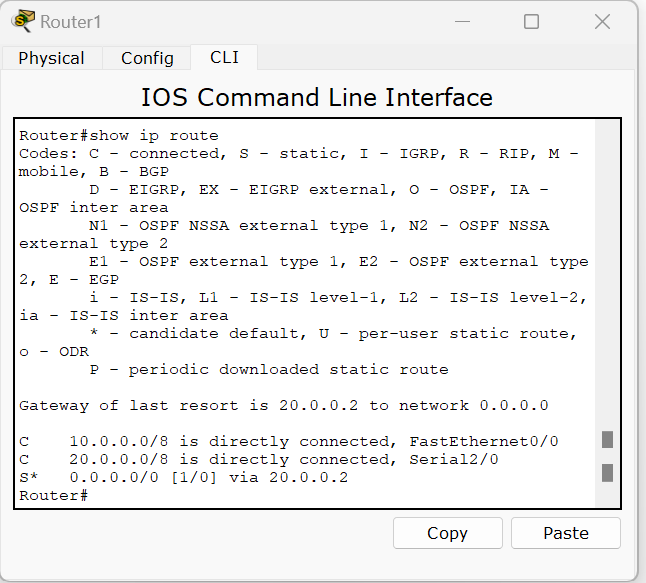 Router1
Physical Config CLI
IOS Command Line Interface
Router#show ip route
Codes: C - connected, S - static, I - IGRP, R - RIP, M -
mobile, B - BGP
       D - EIGRP, EX - EIGRP external, O - OSPF, IA -
OSPF inter area
       N1 - OSPF NSSA external type 1, N2 - OSPF NSSA
external type 2
       E1 - OSPF external type 1, E2 - OSPF external type
2, E - EGP
       i - IS-IS, L1 - IS-IS level-1, L2 - IS-IS level-2,
ia - IS-IS inter area
       * - candidate default, U - per-user static route,
o - ODR
       P - periodic downloaded static route
Gateway of last resort is 20.0.0.2 to network 0.0.0.0
C    10.0.0.0/8 is directly connected, FastEthernet0/0
C    20.0.0.0/8 is directly connected, Serial2/0
S*   0.0.0.0/0 [1/0] via 20.0.0.2
Router#
Copy Paste